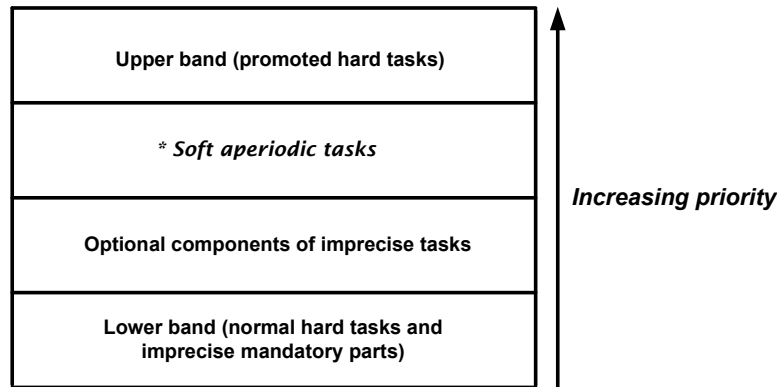 Upper band (promoted hard tasks)
* Soft aperiodic tasks
Optional components of imprecise tasks
Lower band (normal hard tasks and
imprecise mandatory parts)
Increasing priority